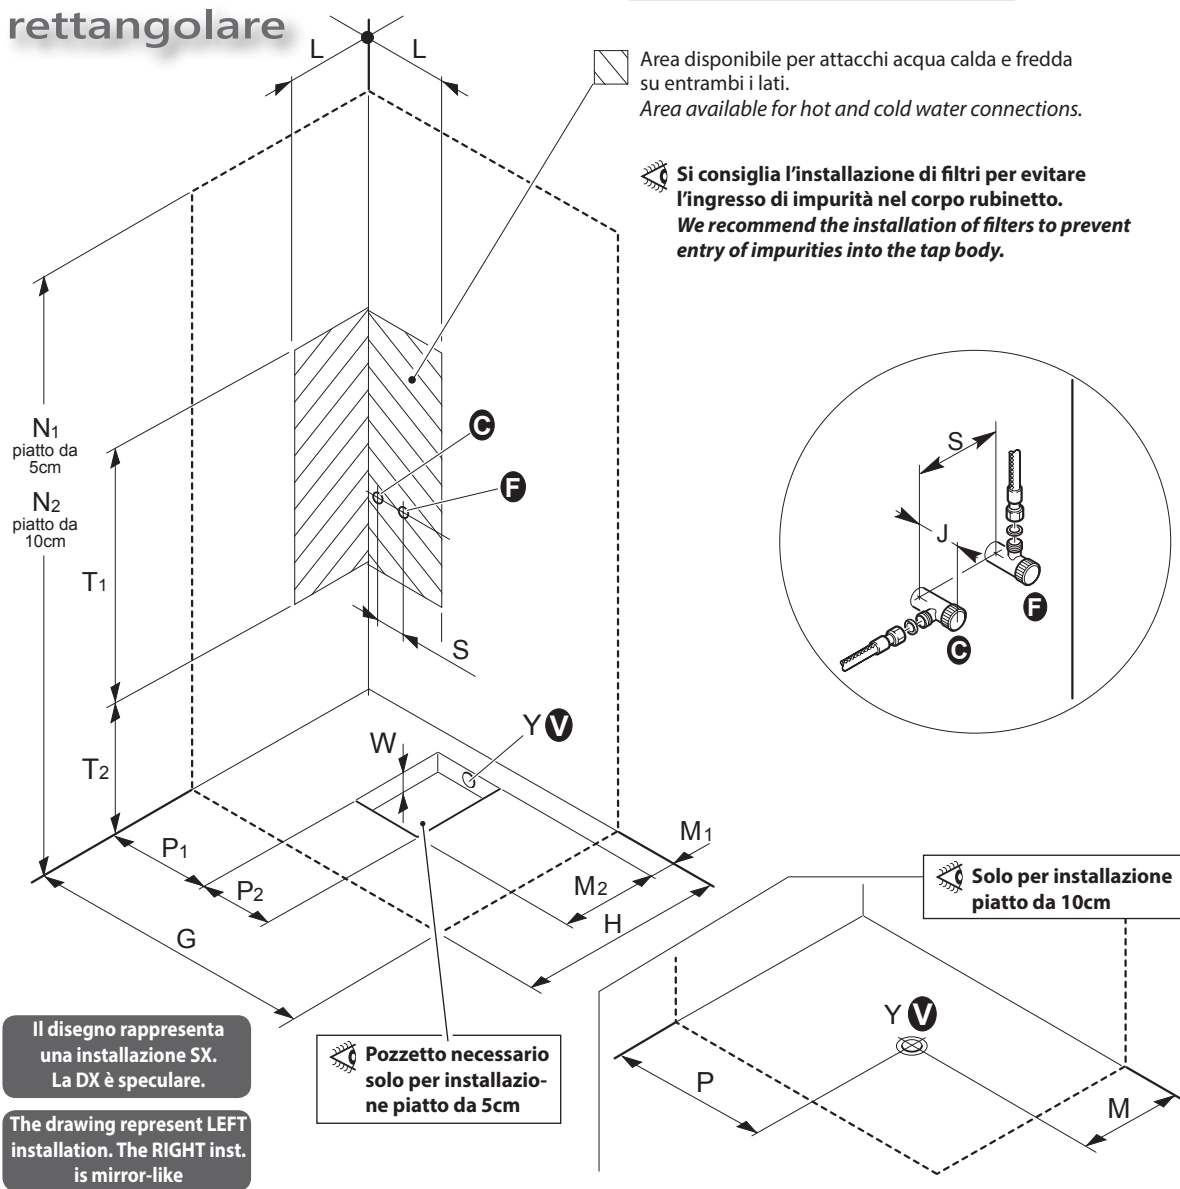 rettangolare
L
L
Area disponibile per attacchi acqua calda e fredda
su entrambi i lati.
Area available for hot and cold water connections.
Si consiglia l'installazione di filtri per evitare
l'ingresso di impurità nel corpo rubinetto.
We recommend the installation of filters to prevent
entry of impurities into the tap body.
N1
piatto da
5cm
N2
piatto da
10cm
C
F
T1
S
S
J
F
C
T2
W
Y V
P1
P2
G
M1
M2
H
Solo per installazione
piatto da 10cm
Y V
P
M
Il disegno rappresenta
una installazione SX.
La DX è speculare.
The drawing represent LEFT
installation. The RIGHT inst.
is mirror-like
Pozzetto necessario
solo per installazio-
ne piatto da 5cm